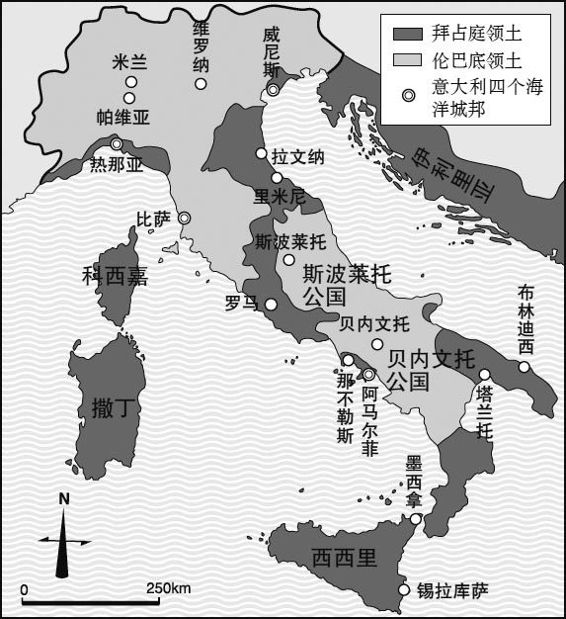 拜占庭领土
伦巴底领土
意大利四个海
洋城邦
维罗纳
威尼斯
米兰
帕维亚
热那亚
拉文纳
里米尼
伊利里亚
比萨
斯波莱托
斯波莱托
公国
科西嘉
罗马
布林迪西
贝内文托
贝内文托
公国
那不勒斯
阿马尔菲
塔兰托
撒丁
墨西拿
西西里
锡拉库萨
N
0
250km